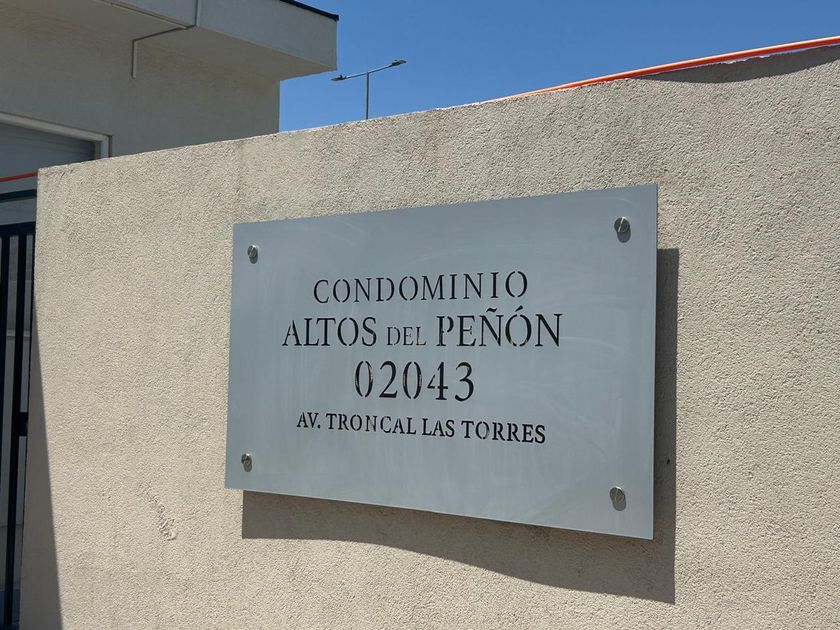 CONDOMINIO
ALTOS DEL PEÑÓN
02043
AV. TRONCAL LAS TORRES